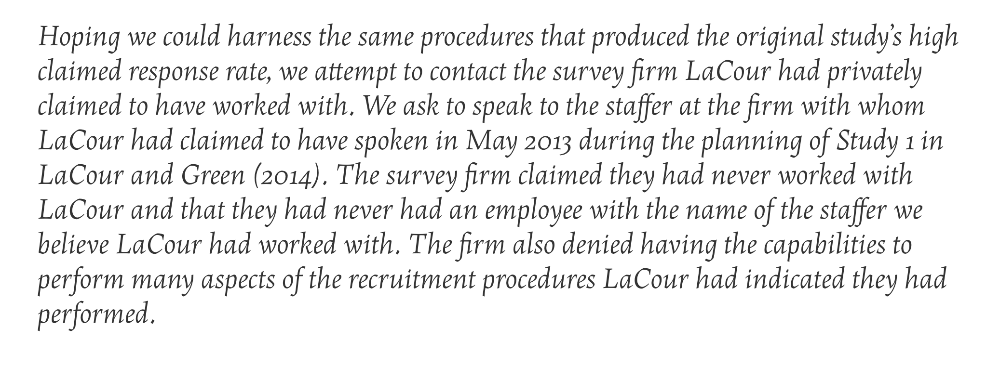 Hoping we could harness the same procedures that produced the original study’s high
claimed response rate, we attempt to contact the survey firm LaCour had privately
claimed to have worked with. We ask to speak to the staffer at the firm with whom
LaCour had claimed to have spoken in May 2013 during the planning of Study 1 in
LaCour and Green (2014). The survey firm claimed they had never worked with
LaCour and that they had never had an employee with the name of the staffer we
believe LaCour had worked with. The firm also denied having the capabilities to
perform many aspects of the recruitment procedures LaCour had indicated they had
performed.